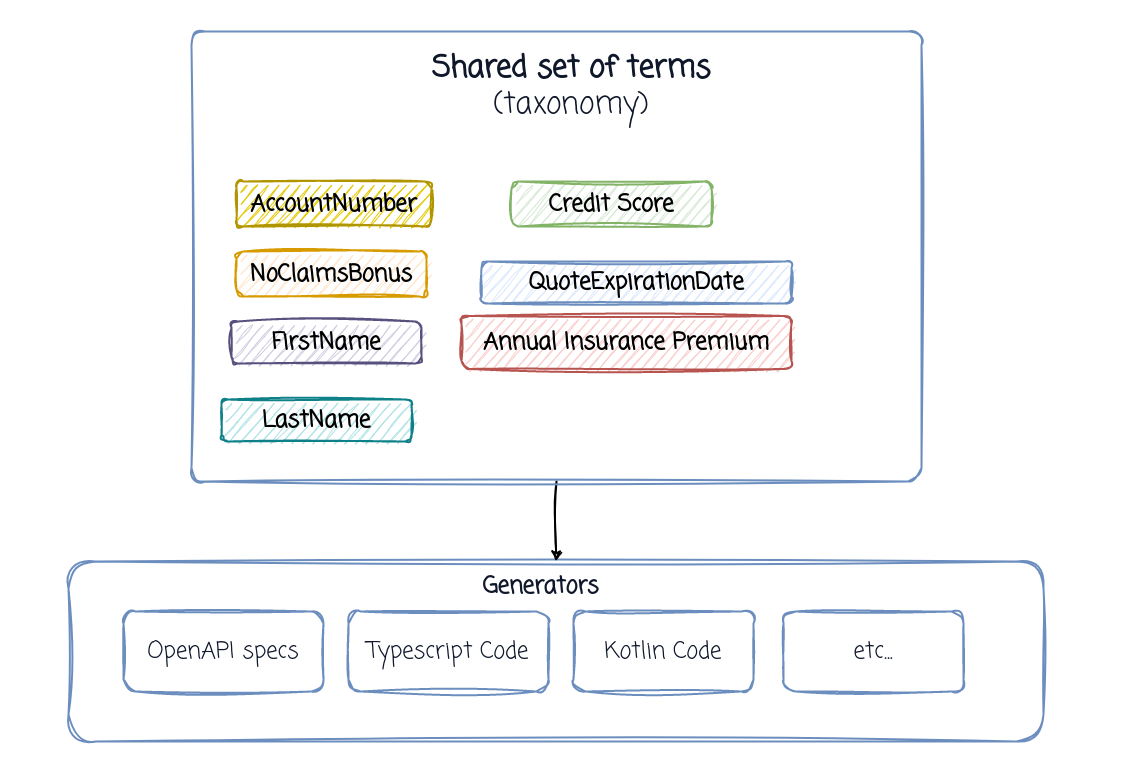 Shared set of terms
(taxonomy)
AccountNumber
Credit Score
NoClaimsBonus
QuoteExpirationDate
FirstName
Annual Insurance Premium
LastName
Generators
OpenAPI specs
Typescript Code
Kotlin Code
etc...